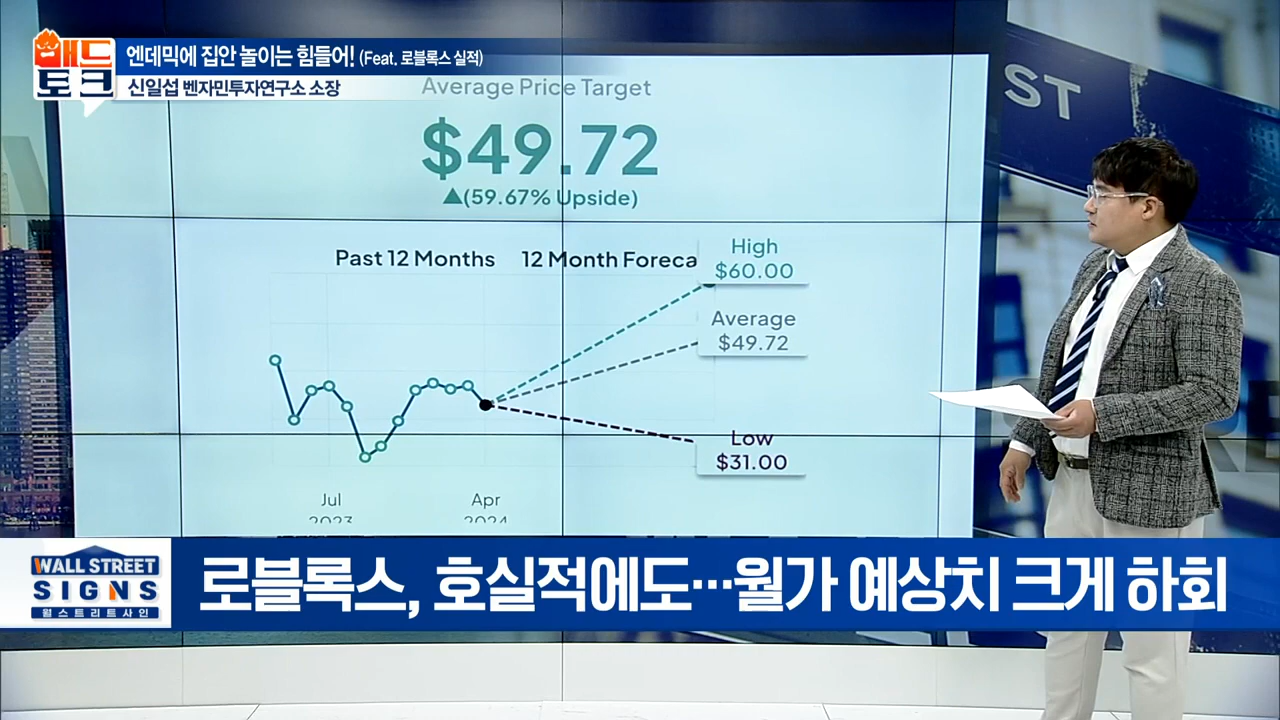 배드
토크
엔데믹에 집안 놀이는 힘들어! (Feat. 로블록스 실적)
신일섭 벤자민투자연구소 소장
ST
Average Price Target
$49.72
▲(59.67% Upside)
Past 12 Months
12 Month Foreca
High
$60.00
Average
$49.72
Low
$31.00
Jul
2023
Apr
2024
WALL STREET
SIGNS
월스트리트사인
로블록스, 호실적에도…월가 예상치 크게 하회